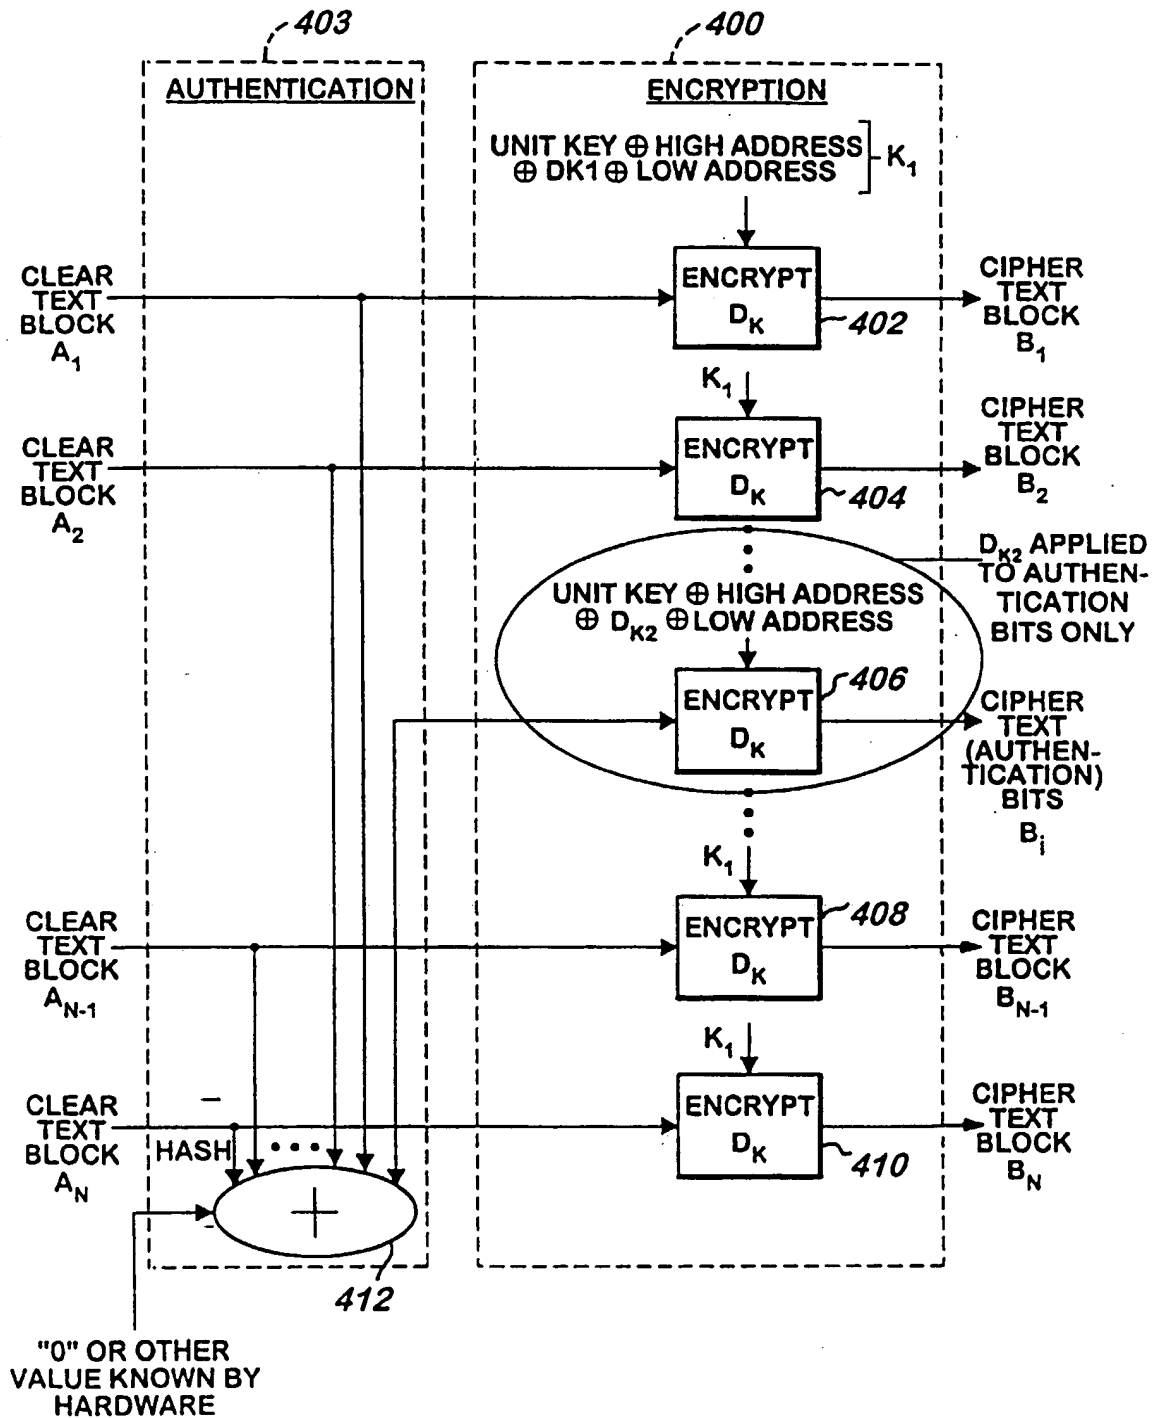 403
400
AUTHENTICATION
ENCRYPTION
UNIT KEY ⊕ HIGH ADDRESS
⊕ DK1 ⊕ LOW ADDRESS
K1
CLEAR
TEXT
BLOCK
A1
ENCRYPT
DK
402
CIPHER
TEXT
BLOCK
B1
K1
CLEAR
TEXT
BLOCK
A2
ENCRYPT
DK
404
CIPHER
TEXT
BLOCK
B2
DK2 APPLIED
TO AUTHEN-
TICATION
BITS ONLY
UNIT KEY ⊕ HIGH ADDRESS
⊕ DK2 ⊕ LOW ADDRESS
ENCRYPT
DK
406
CIPHER
TEXT
(AUTHEN-
TICATION)
BITS
Bi
K1
CLEAR
TEXT
BLOCK
AN-1
ENCRYPT
DK
408
CIPHER
TEXT
BLOCK
BN-1
K1
CLEAR
TEXT
BLOCK
AN
HASH
ENCRYPT
DK
410
CIPHER
TEXT
BLOCK
BN
412
"0" OR OTHER
VALUE KNOWN BY
HARDWARE